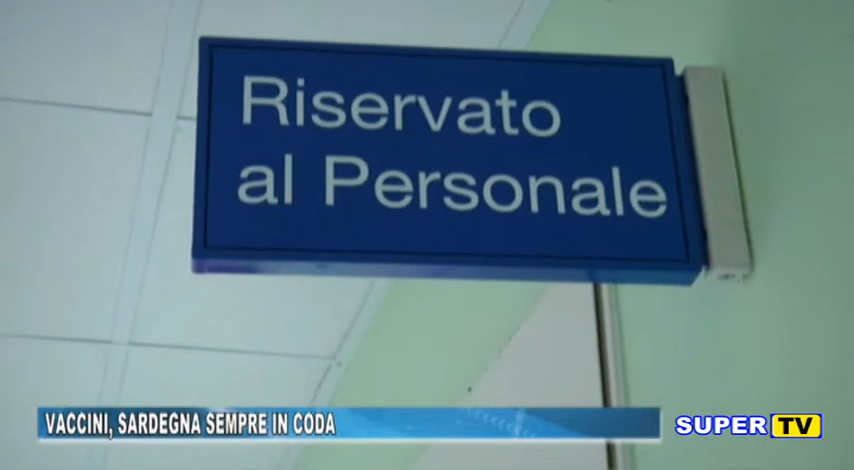 Riservato
al Personale
VACCINI, SARDEGNA SEMPRE IN CODA
SUPER TV